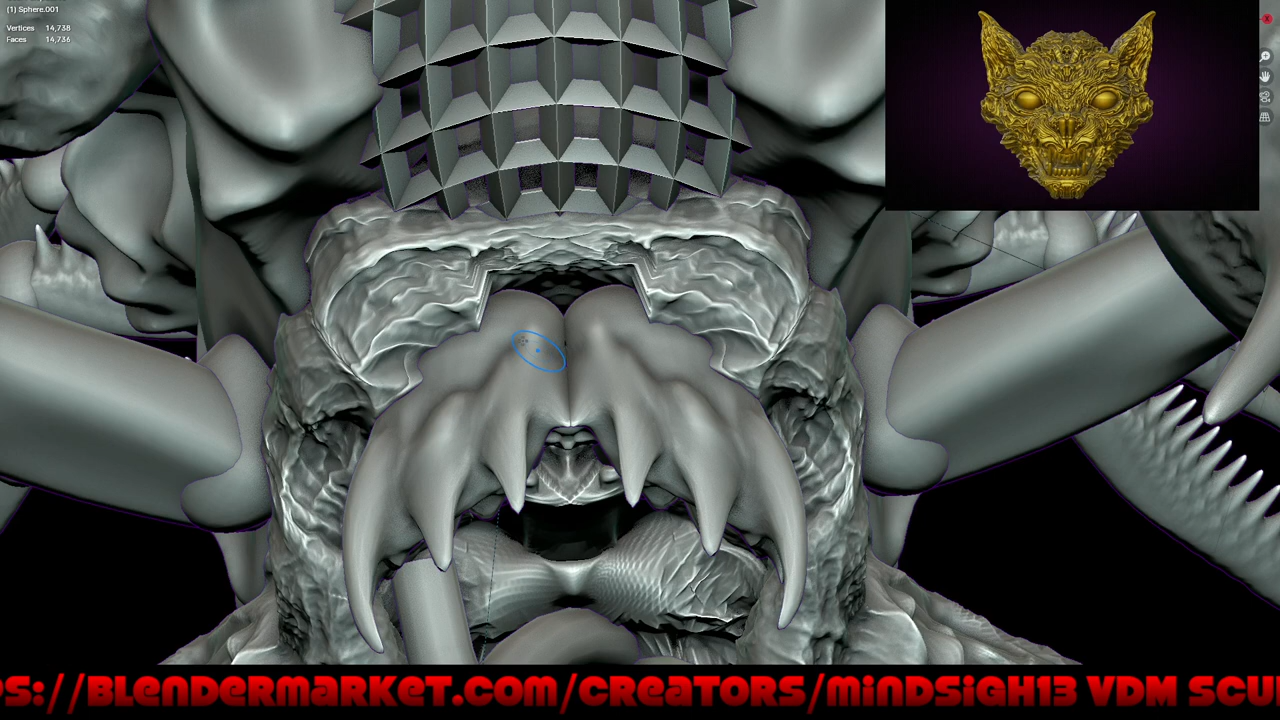 (1) Sphere.001
Vertices 14,738
Faces 14,736
PS://BLENDERMARKET.COM/CREATORS/MINDSIGH13 VDM SCU